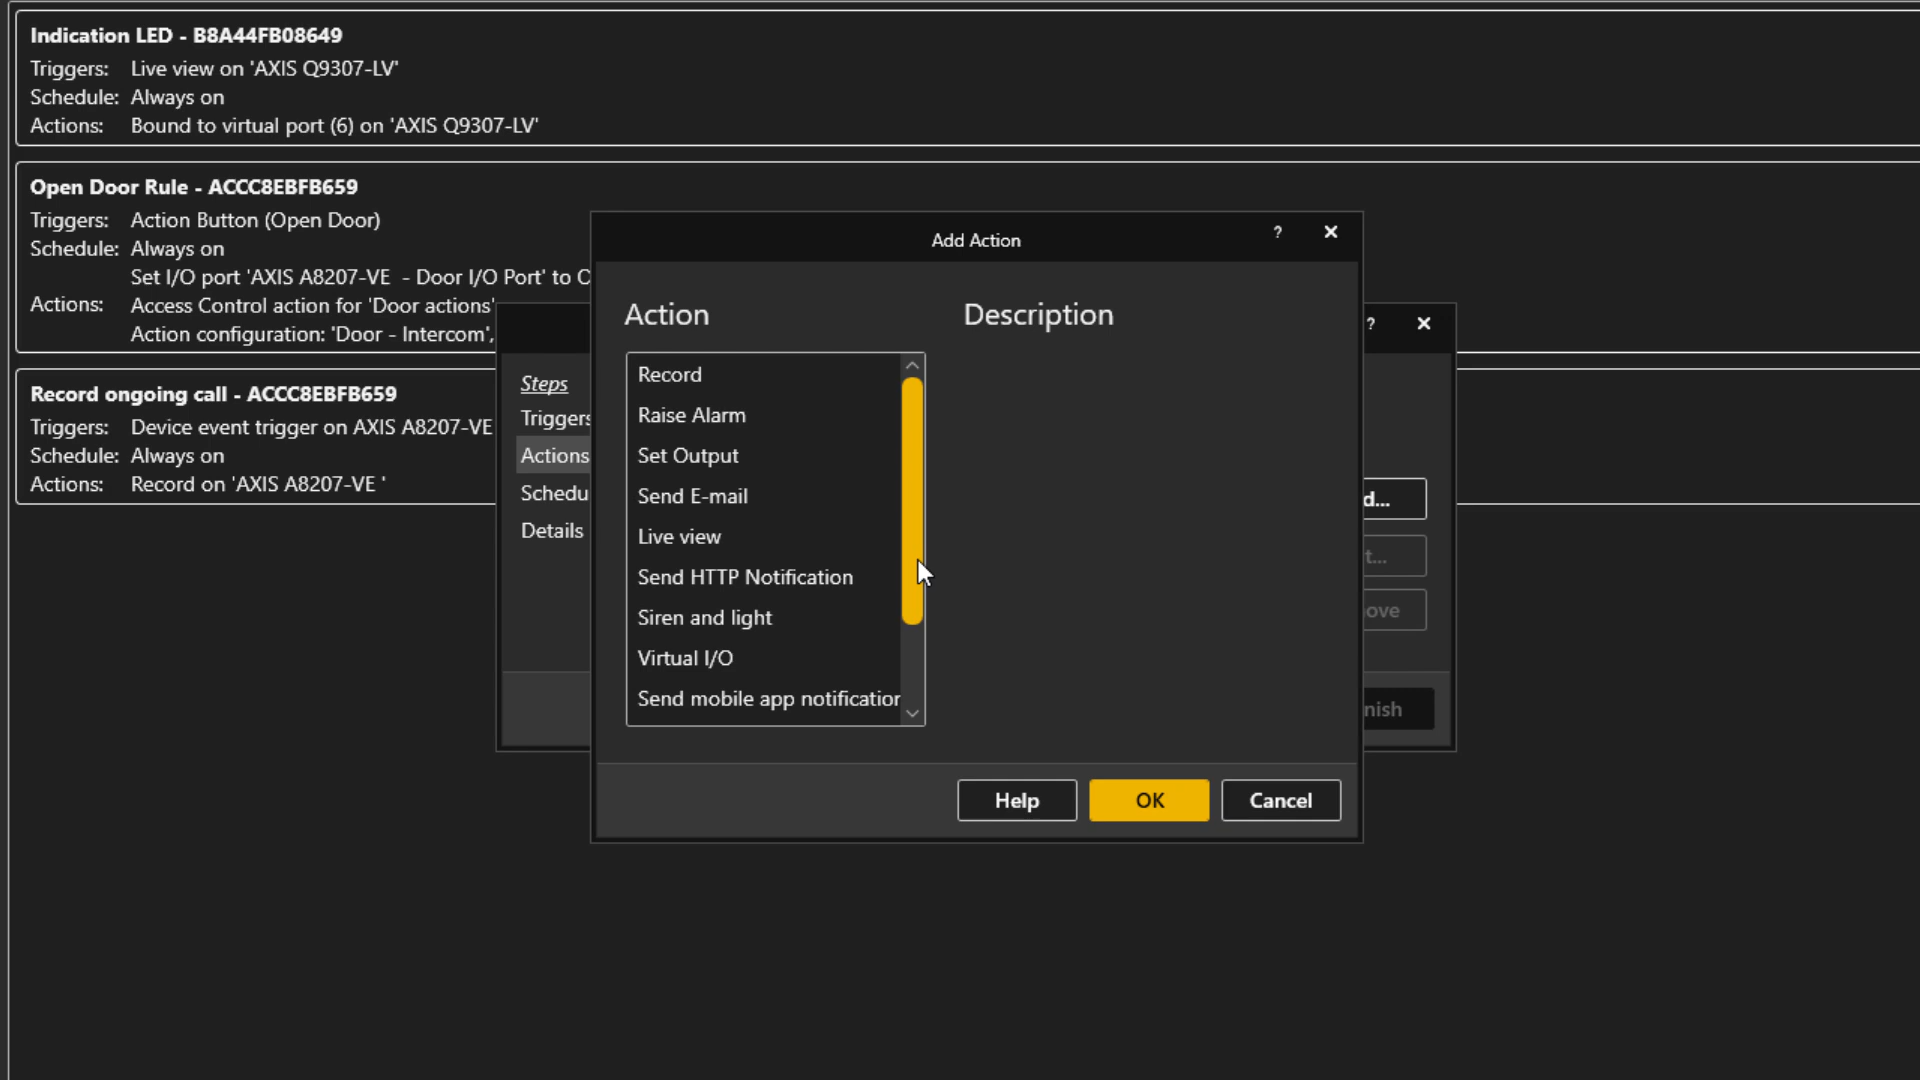 Indication LED - B8A44FB08649
Triggers: Live view on 'AXIS Q9307-LV'
Schedule: Always on
Actions: Bound to virtual port (6) on 'AXIS Q9307-LV'
Open Door Rule - ACCC8EBFB659
Triggers: Action Button (Open Door)
Schedule: Always on
Set I/O port 'AXIS A8207-VE - Door I/O Port' to O
Actions: Access Control action for 'Door actions'
Action configuration: 'Door - Intercom',
Record ongoing call - ACCC8EBFB659
Triggers: Device event trigger on AXIS A8207-VE
Schedule: Always on
Actions: Record on 'AXIS A8207-VE '
? 
Steps
Triggers
Actions
Schedu
Details
d...
t...
ove
nish
Add Action
?
Action
Description
Record
Raise Alarm
Set Output
Send E-mail
Live view
Send HTTP Notification
Siren and light
Virtual I/O
Send mobile app notification
Help
OK
Cancel